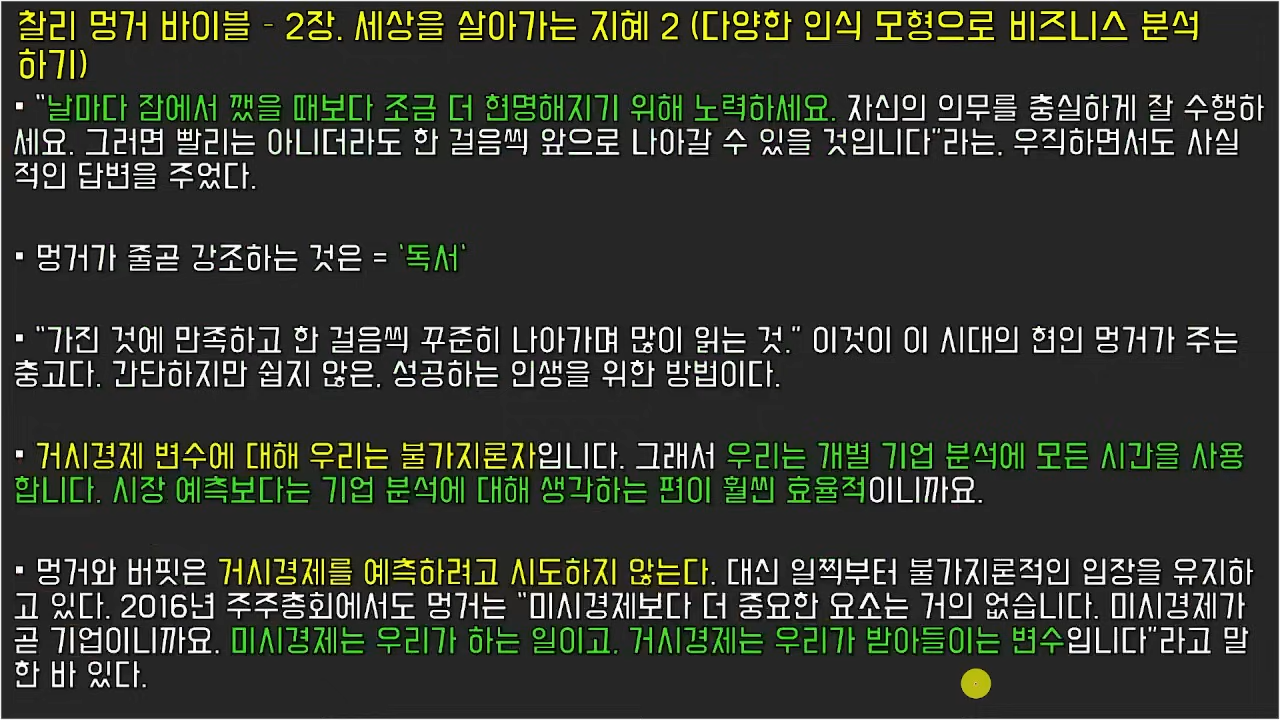 찰리 멍거 바이블 - 2장. 세상을 살아가는 지혜 2 (다양한 인식 모형으로 비즈니스 분석
하기)
▪ "날마다 잠에서 깼을 때보다 조금 더 현명해지기 위해 노력하세요. 자신의 의무를 충실하게 잘 수행하
세요. 그러면 빨리는 아니더라도 한 걸음씩 앞으로 나아갈 수 있을 것입니다"라는, 우직하면서도 사실
적인 답변을 주었다.
▪ 멍거가 줄곧 강조하는 것은 = '독서'
▪ "가진 것에 만족하고 한 걸음씩 꾸준히 나아가며 많이 읽는 것." 이것이 이 시대의 현인 멍거가 주는
충고다. 간단하지만 쉽지 않은, 성공하는 인생을 위한 방법이다.
▪ 거시경제 변수에 대해 우리는 불가지론자입니다. 그래서 우리는 개별 기업 분석에 모든 시간을 사용
합니다. 시장 예측보다는 기업 분석에 대해 생각하는 편이 훨씬 효율적이니까요.
▪ 멍거와 버핏은 거시경제를 예측하려고 시도하지 않는다. 대신 일찍부터 불가지론적인 입장을 유지하
고 있다. 2016년 주주총회에서도 멍거는 "미시경제보다 더 중요한 요소는 거의 없습니다. 미시경제가
곧 기업이니까요. 미시경제는 우리가 하는 일이고, 거시경제는 우리가 받아들이는 변수입니다"라고 말
한 바 있다.